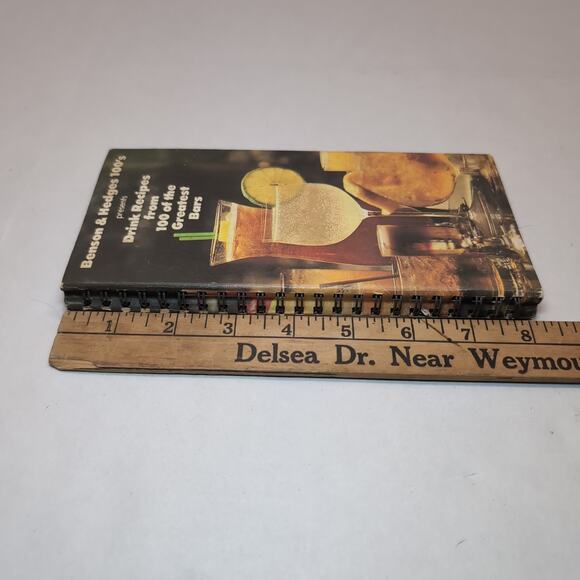 Benson & Hedges 100's
presents
Drink Recipes
from
100 of the
Greatest
Bars
1 2 3 4 5 6 7 8
Delsea Dr. Near Weymou